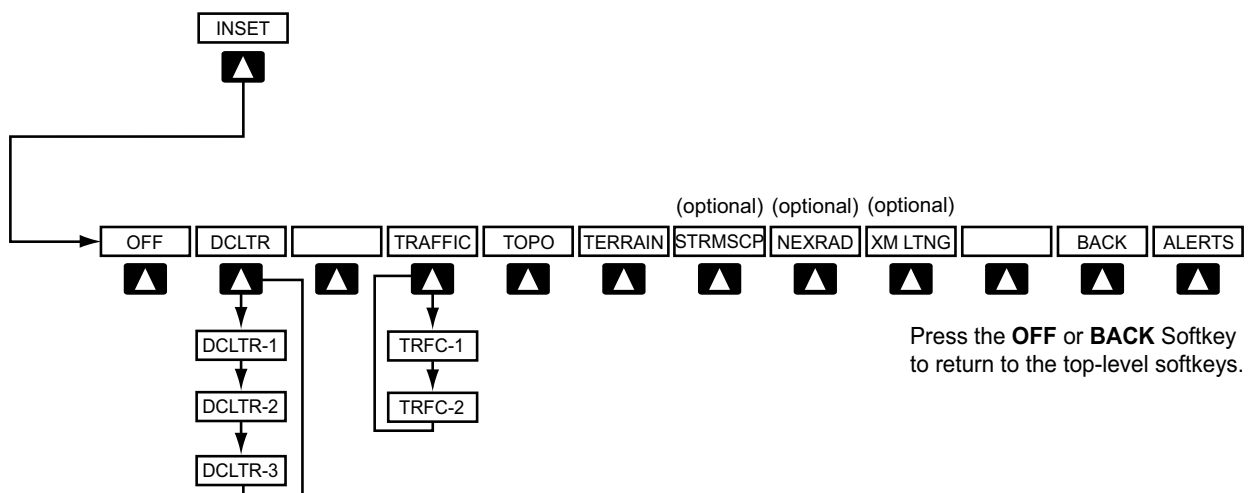 INSET
(optional) (optional) (optional)
OFF DCLTR TRAFFIC TOPO TERRAIN STRMSCP NEXRAD XM LTNG BACK ALERTS
DCLTR-1 TRFC-1
DCLTR-2 TRFC-2
DCLTR-3
Press the OFF or BACK Softkey
to return to the top-level softkeys.